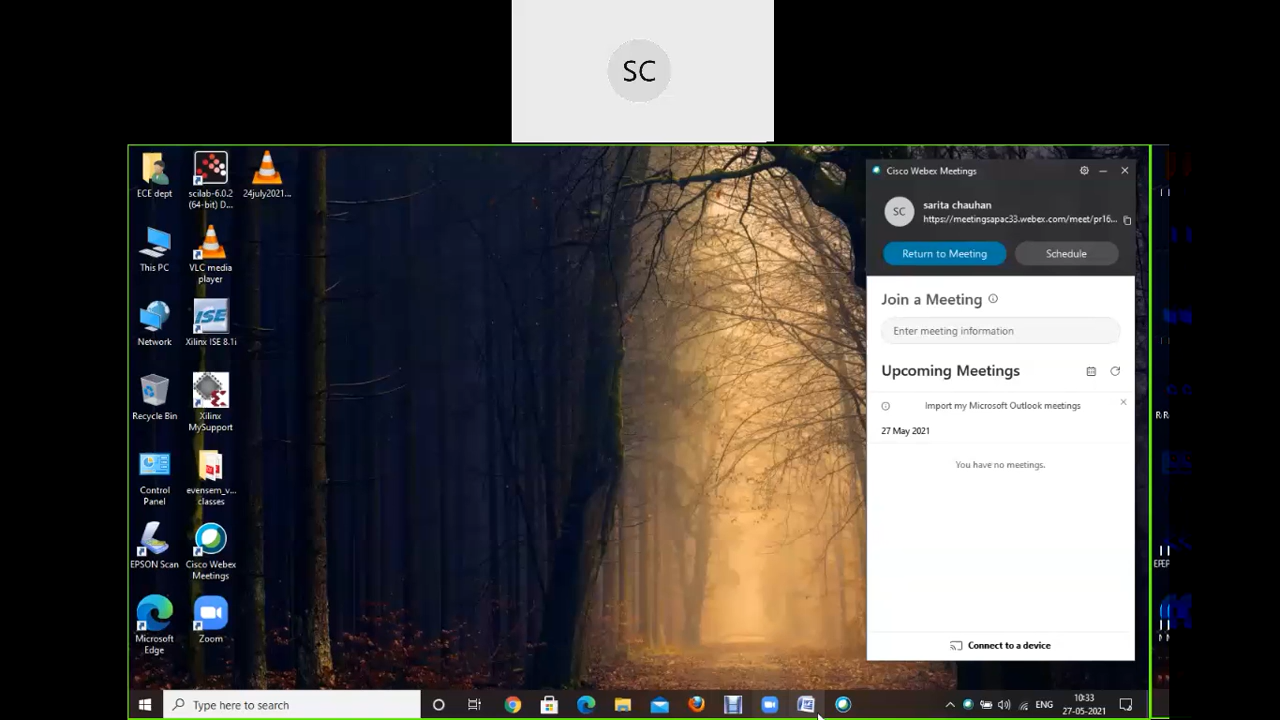 SC
ECE dept
scilab-6.0.2
(64-bit) D...
24july2021...
This PC
VLC media
player
Network
ISE
Xilinx ISE 8.1i
Recycle Bin
Xilinx
MySupport
Control
Panel
evensem_v...
classes
EPSON Scan
Cisco Webex
Meetings
Microsoft
Edge
Zoom
Cisco Webex Meetings
SC
sarita chauhan
https://meetingsapac33.webex.com/meet/pr16...
Return to Meeting
Schedule
Join a Meeting
Enter meeting information
Upcoming Meetings
Import my Microsoft Outlook meetings
27 May 2021
You have no meetings.
Connect to a device
Type here to search
ENG
10:33
27-05-2021